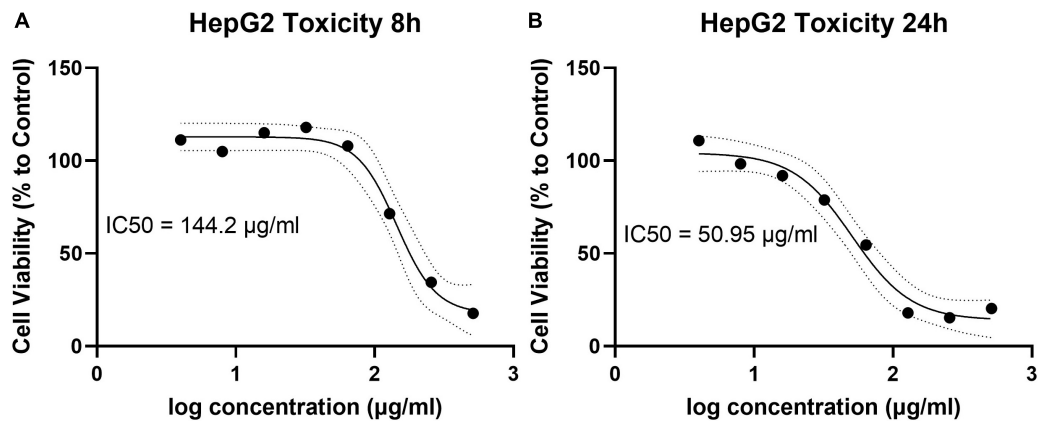 A
HepG2 Toxicity 8h
Cell Viability (% to Control)
150
100
50
0
IC50 = 144.2 µg/ml
0 1 2 3
log concentration (µg/ml)
B
HepG2 Toxicity 24h
Cell Viability (% to Control)
150
100
50
0
IC50 = 50.95 µg/ml
0 1 2 3
log concentration (µg/ml)